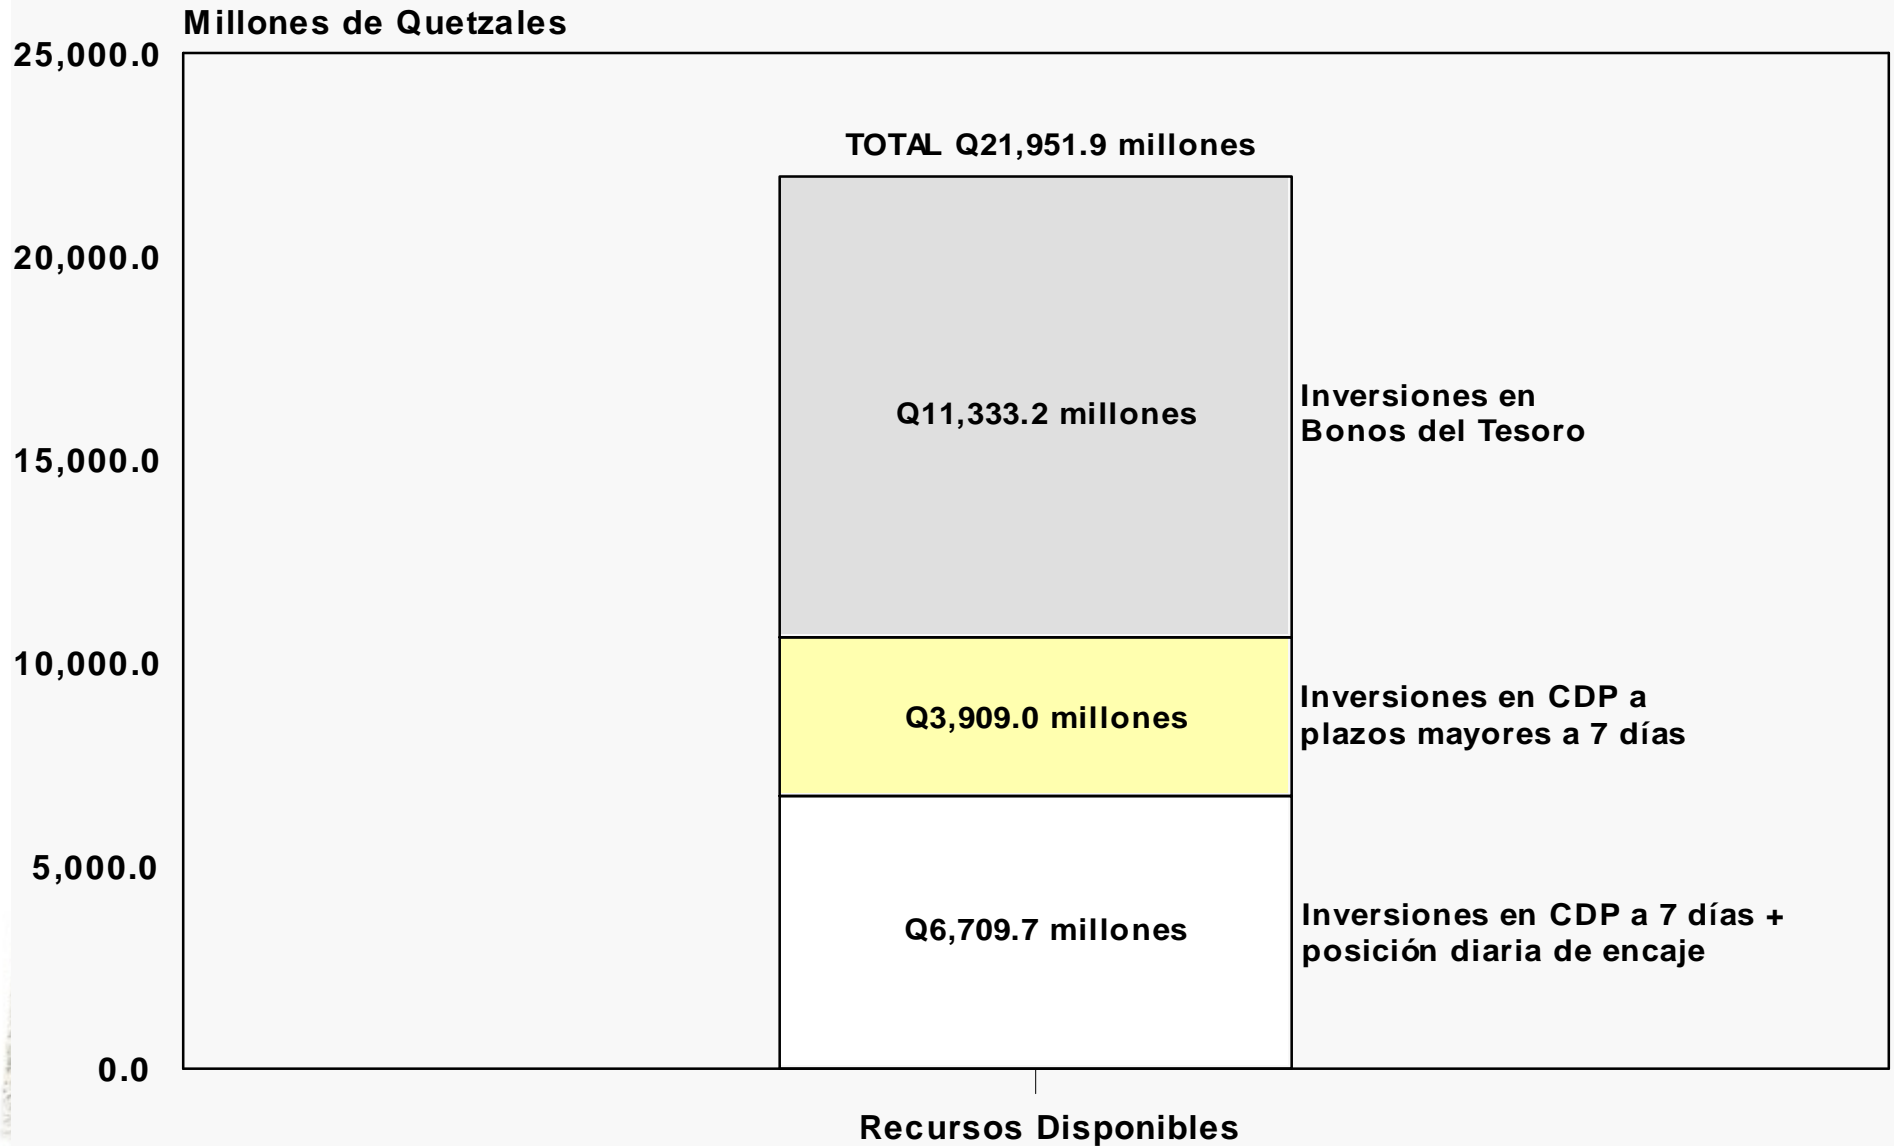 Millones de Quetzales
25,000.0
TOTAL Q21,951.9 millones
20,000.0
Q11,333.2 millones
Inversiones en
Bonos del Tesoro
15,000.0
10,000.0
Q3,909.0 millones
Inversiones en CDP a
plazos mayores a 7 días
5,000.0
Q6,709.7 millones
Inversiones en CDP a 7 días +
posición diaria de encaje
0.0
Recursos Disponibles